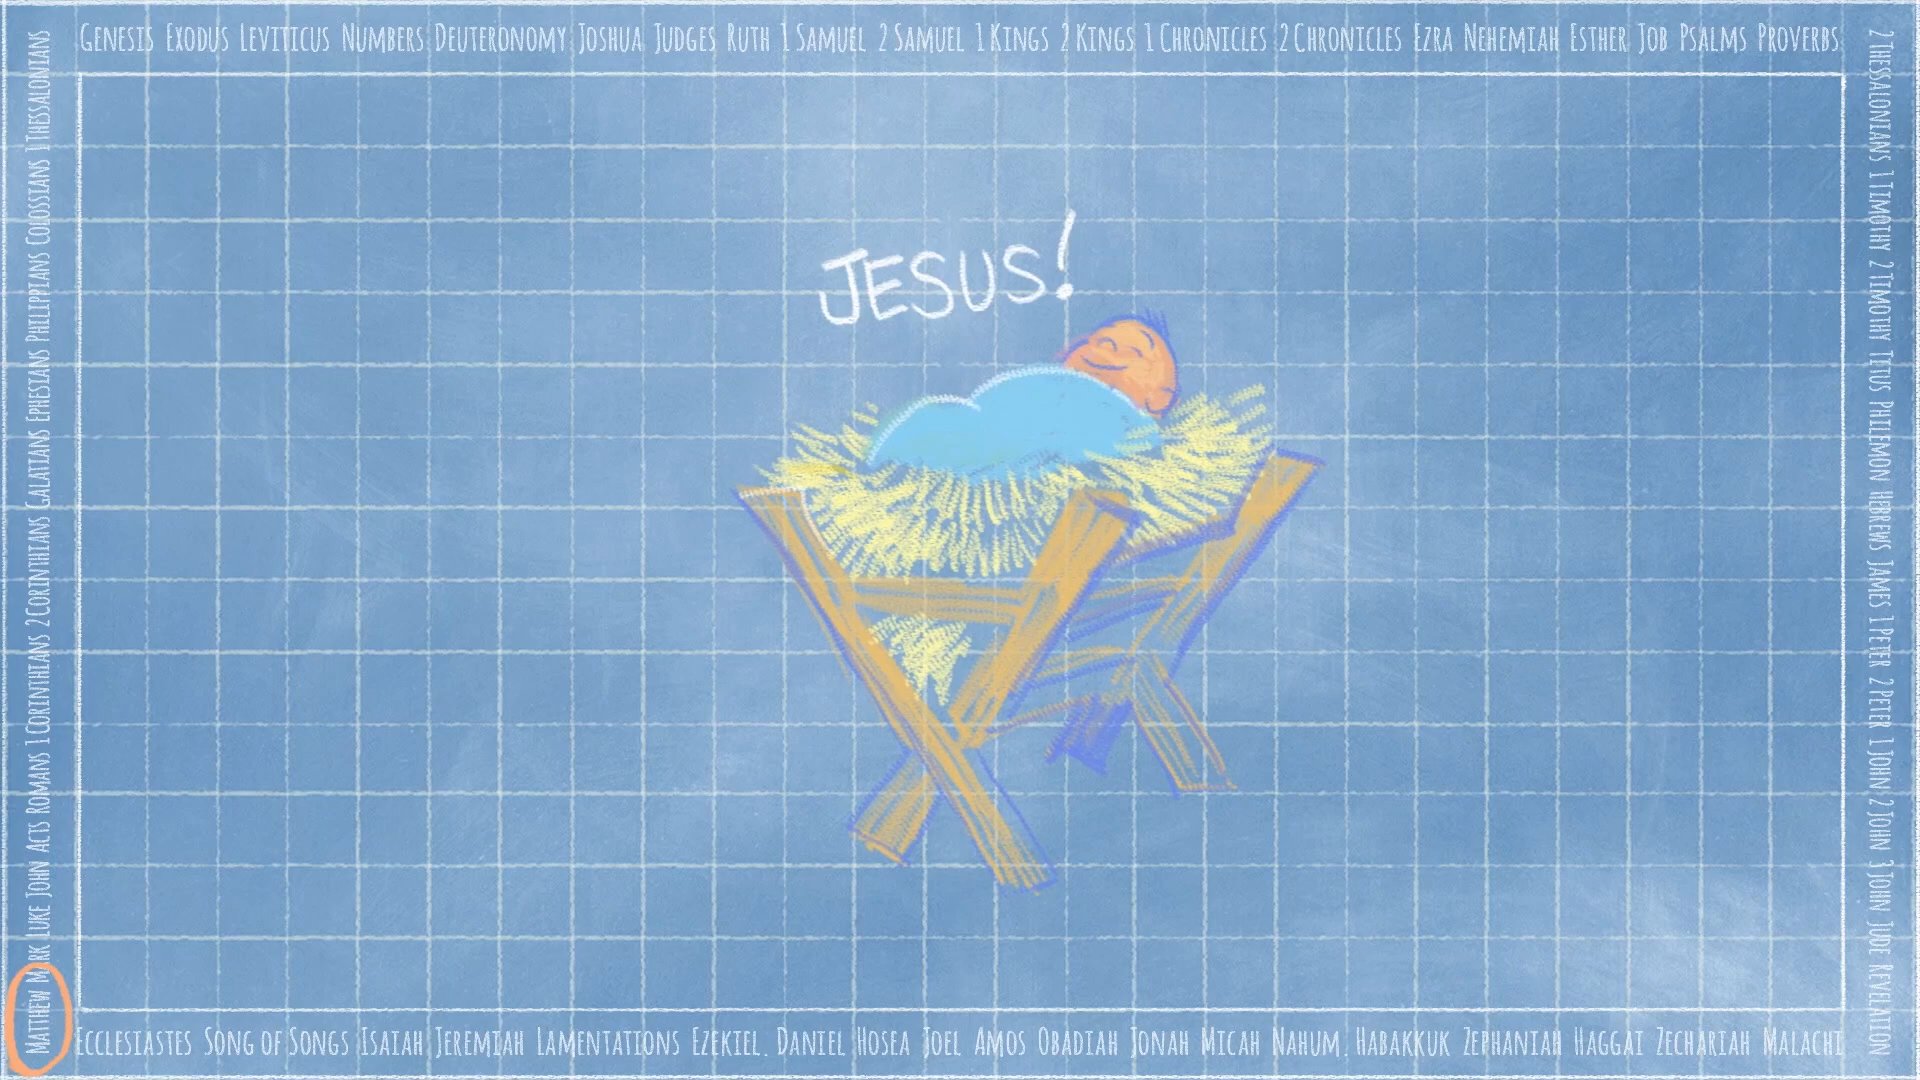 Genesis Exodus Leviticus Numbers Deuteronomy Joshua Judges Ruth 1 Samuel 2 Samuel 1 Kings 2 Kings 1 Chronicles 2 Chronicles Ezra Nehemiah Esther Job Psalms Proverbs
Matthew Mark Luke John Acts Romans 1 Corinthians 2 Corinthians Galatians Ephesians Philippians Colossians 1 Thessalonians
JESUS!
2 Thessalonians 1 Timothy 2 Timothy Titus Philemon Hebrews James 1 Peter 2 Peter 1 John 2 John 3 John Jude Revelation
Ecclesiastes Song of Songs Isaiah Jeremiah Lamentations Ezekiel. Daniel Hosea Joel Amos Obadiah Jonah Micah Nahum. Habakkuk Zephaniah Haggai Zechariah Malachi